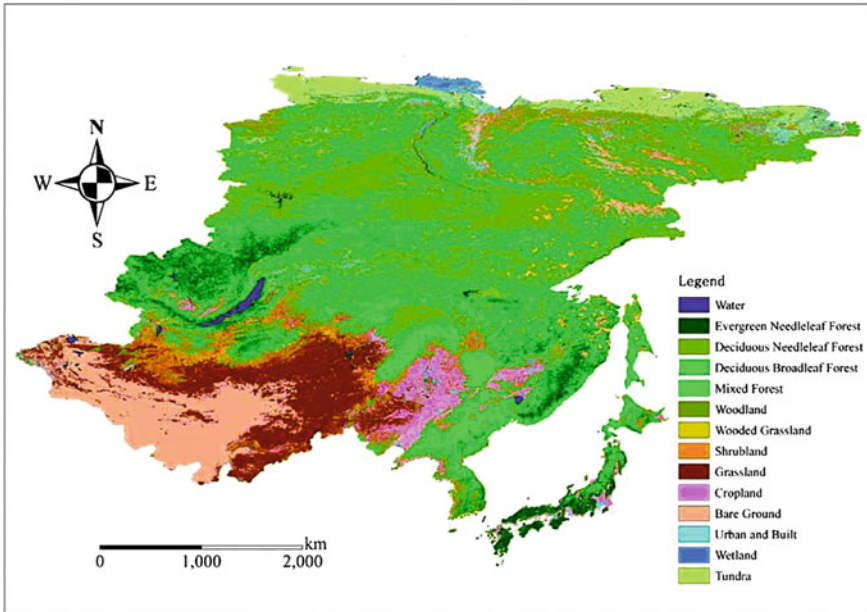 N
W E
S
Legend
Water
Evergreen Needleleaf Forest
Deciduous Needleleaf Forest
Deciduous Broadleaf Forest
Mixed Forest
Woodland
Wooded Grassland
Shrubland
Grassland
Cropland
Bare Ground
Urban and Built
Wetland
Tundra
km
0 1,000 2,000